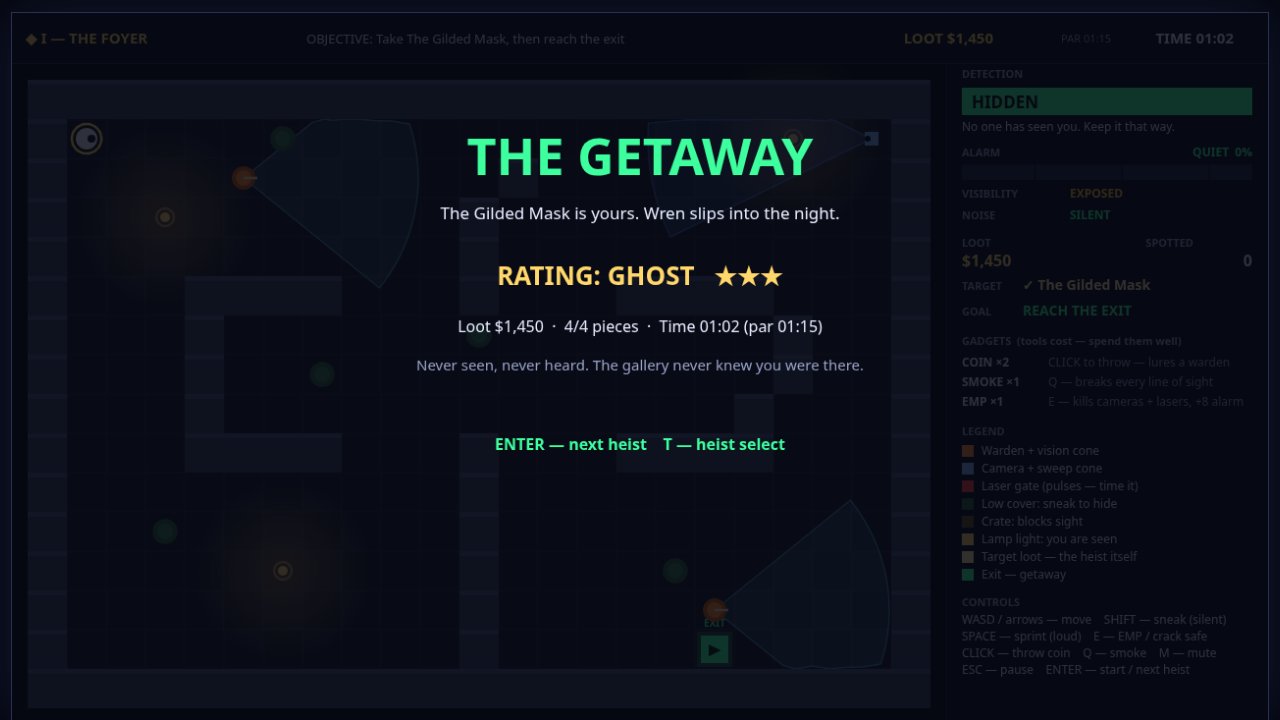 ◆ I — THE FOYER
OBJECTIVE: Take The Gilded Mask, then reach the exit
LOOT $1,450
PAR 01:15
TIME 01:02
THE GETAWAY
The Gilded Mask is yours. Wren slips into the night.
RATING: GHOST ★★★
Loot $1,450 · 4/4 pieces · Time 01:02 (par 01:15)
Never seen, never heard. The gallery never knew you were there.
ENTER — next heist T — heist select
EXIT
DETECTION
HIDDEN
No one has seen you. Keep it that way.
ALARM QUIET 0%
VISIBILITY EXPOSED
NOISE SILENT
LOOT SPOTTED
$1,450 0
TARGET ✓ The Gilded Mask
GOAL REACH THE EXIT
GADGETS (tools cost — spend them well)
COIN ×2 CLICK to throw — lures a warden
SMOKE ×1 Q — breaks every line of sight
EMP ×1 E — kills cameras + lasers, +8 alarm
LEGEND
Warden + vision cone
Camera + sweep cone
Laser gate (pulses — time it)
Low cover: sneak to hide
Crate: blocks sight
Lamp light: you are seen
Target loot — the heist itself
Exit — getaway
CONTROLS
WASD / arrows — move SHIFT — sneak (silent)
SPACE — sprint (loud) E — EMP / crack safe
CLICK — throw coin Q — smoke M — mute
ESC — pause ENTER — start / next heist